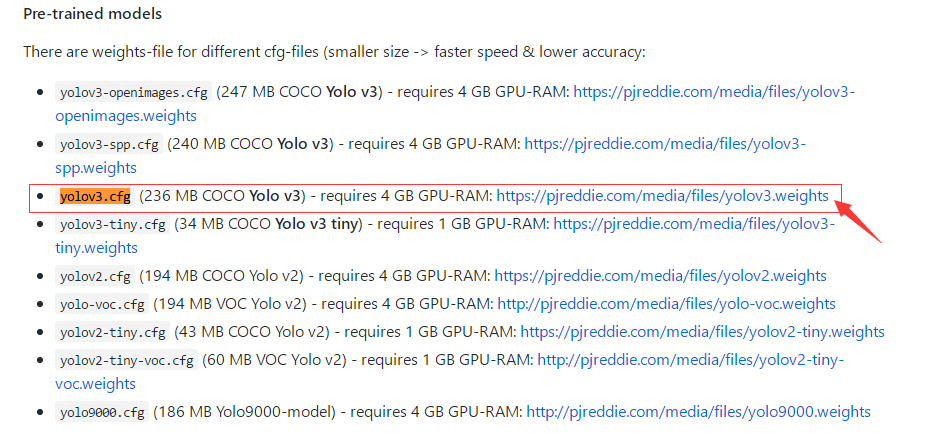 Pre-trained models
There are weights-file for different cfg-files (smaller size -> faster speed & lower accuracy:
yolov3-openimages.cfg (247 MB COCO Yolo v3) - requires 4 GB GPU-RAM: https://pjreddie.com/media/files/yolov3-
openimages.weights
yolov3-spp.cfg (240 MB COCO Yolo v3) - requires 4 GB GPU-RAM: https://pjreddie.com/media/files/yolov3-
spp.weights
yolov3.cfg (236 MB COCO Yolo v3) - requires 4 GB GPU-RAM: https://pjreddie.com/media/files/yolov3.weights
yolov3-tiny.cfg (34 MB COCO Yolo v3 tiny) - requires 1 GB GPU-RAM: https://pjreddie.com/media/files/yolov3-
tiny.weights
yolov2.cfg (194 MB COCO Yolo v2) - requires 4 GB GPU-RAM: https://pjreddie.com/media/files/yolov2.weights
yolo-voc.cfg (194 MB VOC Yolo v2) - requires 4 GB GPU-RAM: http://pjreddie.com/media/files/yolo-voc.weights
yolov2-tiny.cfg (43 MB COCO Yolo v2) - requires 1 GB GPU-RAM: https://pjreddie.com/media/files/yolov2-tiny.weights
yolov2-tiny-voc.cfg (60 MB VOC Yolo v2) - requires 1 GB GPU-RAM: http://pjreddie.com/media/files/yolov2-tiny-
voc.weights
yolo9000.cfg (186 MB Yolo9000-model) - requires 4 GB GPU-RAM: http://pjreddie.com/media/files/yolo9000.weights